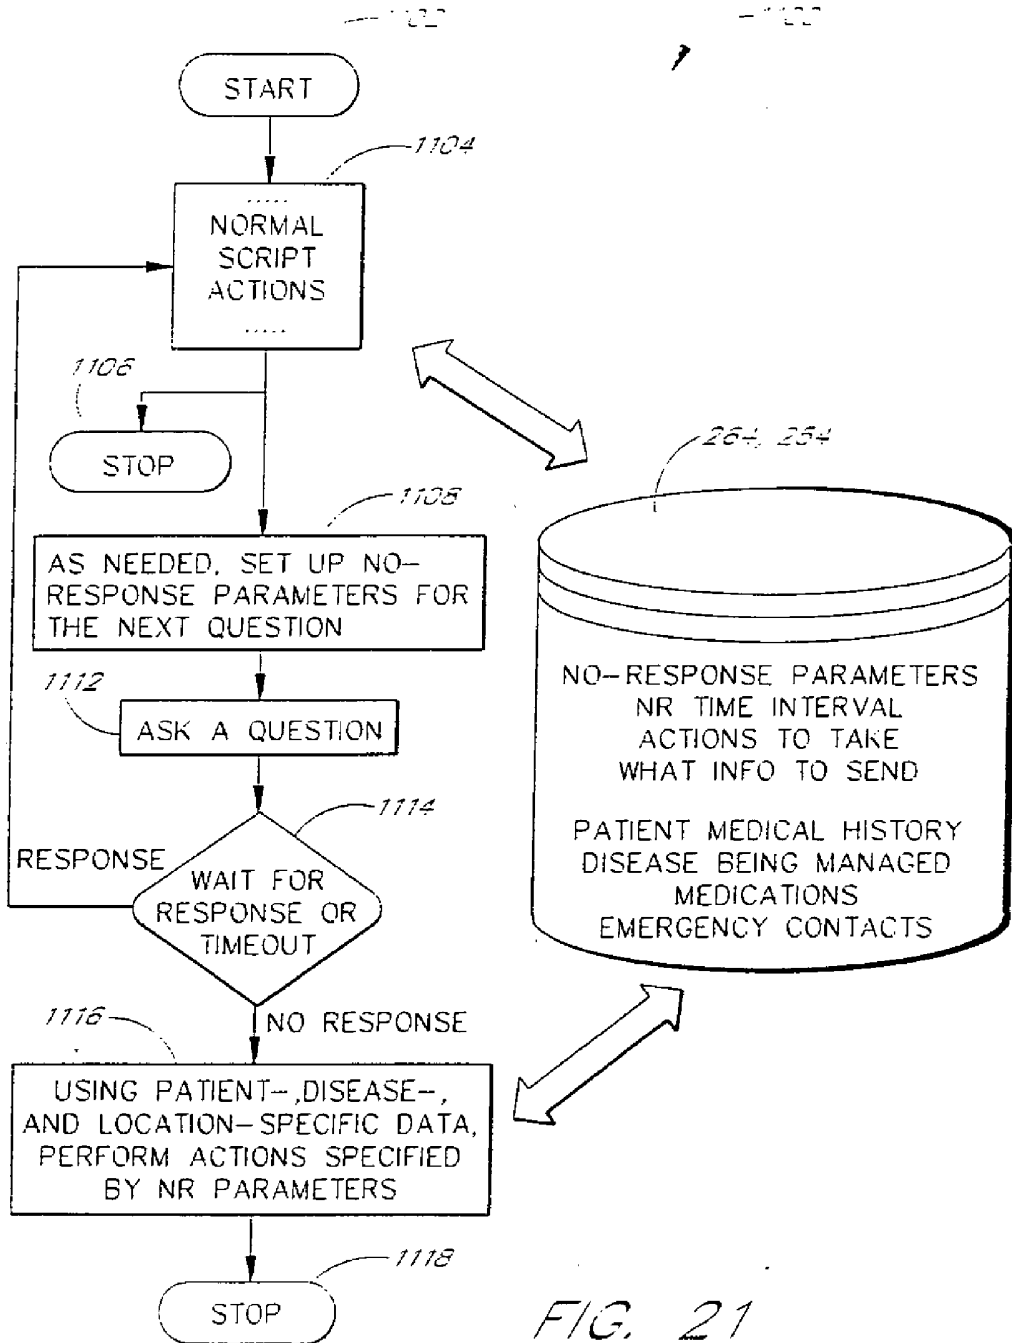 1102
START
1104
.....
NORMAL
SCRIPT
ACTIONS
.....
1106
STOP
1108
AS NEEDED, SET UP NO-
RESPONSE PARAMETERS FOR
THE NEXT QUESTION
1112
ASK A QUESTION
1114
RESPONSE
WAIT FOR
RESPONSE OR
TIMEOUT
NO RESPONSE
1116
USING PATIENT-,DISEASE-,
AND LOCATION-SPECIFIC DATA,
PERFORM ACTIONS SPECIFIED
BY NR PARAMETERS
1118
STOP
264, 254
NO-RESPONSE PARAMETERS
NR TIME INTERVAL
ACTIONS TO TAKE
WHAT INFO TO SEND
PATIENT MEDICAL HISTORY
DISEASE BEING MANAGED
MEDICATIONS
EMERGENCY CONTACTS
FIG. 21